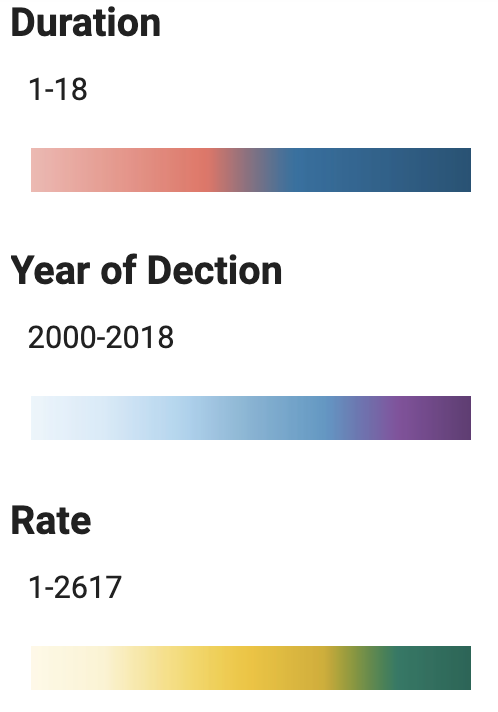 Duration
1-18
Year of Dection
2000-2018
Rate
1-2617